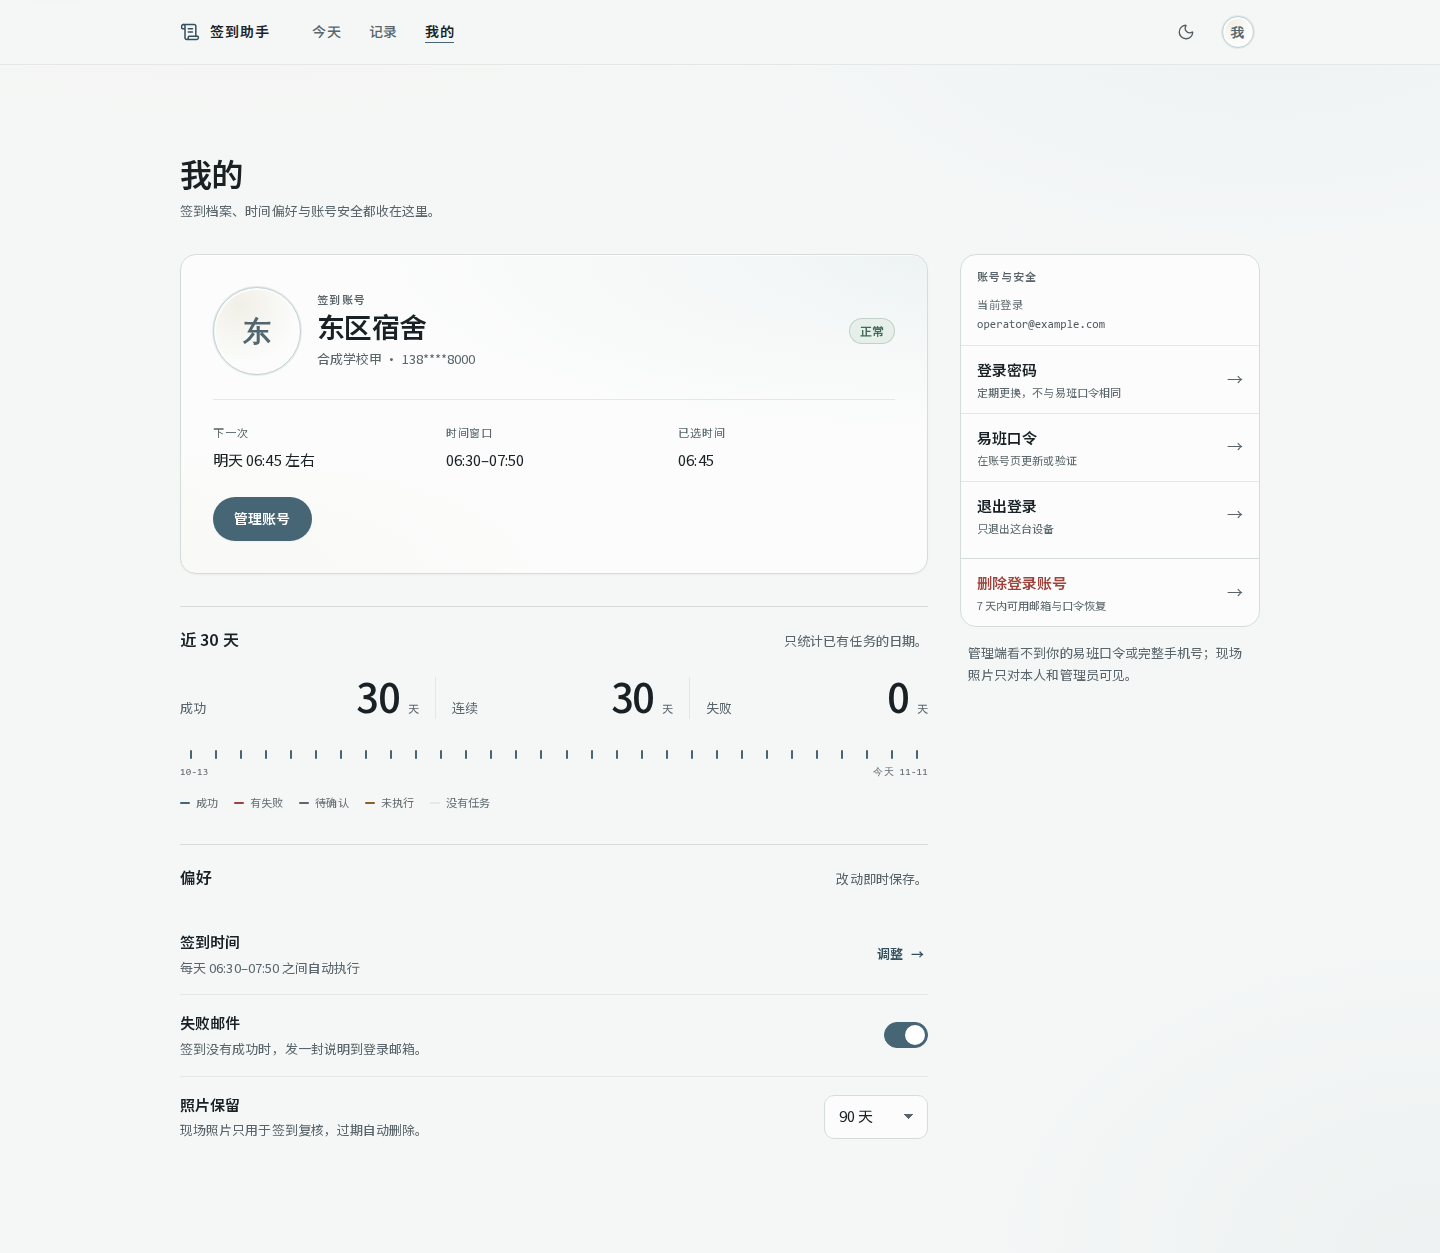 签到助手
今天
记录
我的
我
我的
签到档案、时间偏好与账号安全都收在这里。
东
签到账号
东区宿舍
合成学校甲 · 138****8000
正常
下一次
明天 06:45 左右
时间窗口
06:30–07:50
已选时间
06:45
管理账号
账号与安全
当前登录
operator@example.com
登录密码
定期更换，不与易班口令相同
→
易班口令
在账号页更新或验证
→
退出登录
只退出这台设备
→
删除登录账号
7 天内可用邮箱与口令恢复
→
管理端看不到你的易班口令或完整手机号；现场
照片只对本人和管理员可见。
近 30 天
只统计已有任务的日期。
成功
30 天
连续
30 天
失败
0 天
10-13
今天 11-11
成功
有失败
待确认
未执行
没有任务
偏好
改动即时保存。
签到时间
每天 06:30–07:50 之间自动执行
调整 →
失败邮件
签到没有成功时，发一封说明到登录邮箱。
照片保留
现场照片只用于签到复核，过期自动删除。
90 天